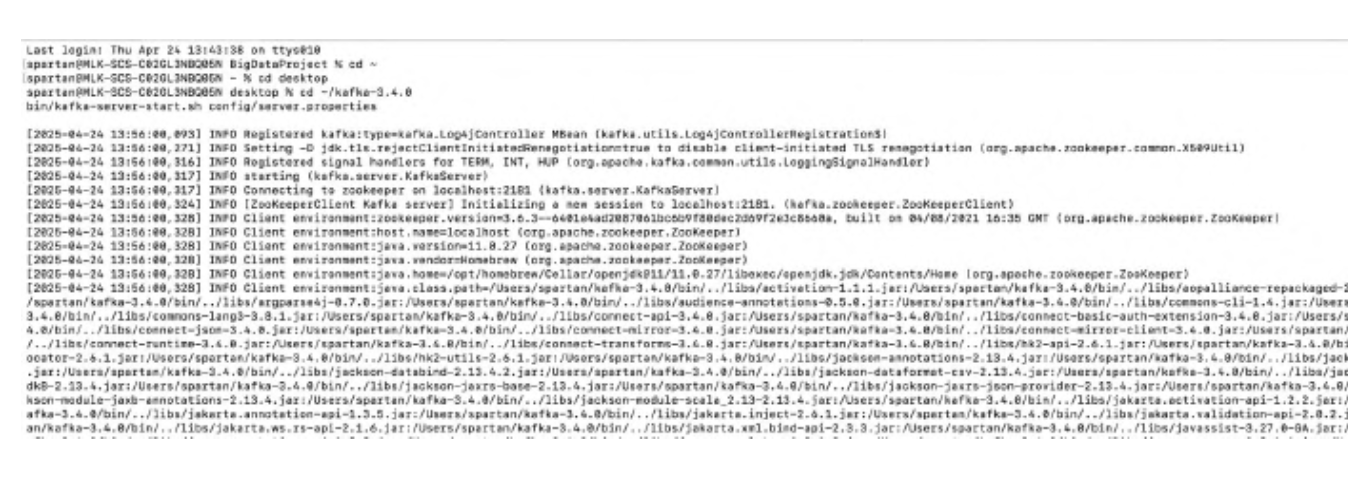 Last login: Thu Apr 24 13:43:38 on ttys010
spartan@MLK-SCS-C02GL3NBQ05N BigDataProject % cd ~
spartan@MLK-SCS-C02GL3NBQ05N ~ % cd desktop
spartan@MLK-SCS-C02GL3NBQ05N desktop % cd ~/kafka-3.4.0
bin/kafka-server-start.sh config/server.properties
[2025-04-24 13:56:00,093] INFO Registered kafka:type=kafka.Log4jController MBean (kafka.utils.Log4jControllerRegistration$)
[2025-04-24 13:56:00,271] INFO Setting -D jdk.tls.rejectClientInitiatedRenegotiation=true to disable client-initiated TLS renegotiation (org.apache.zookeeper.common.X509Util)
[2025-04-24 13:56:00,316] INFO Registered signal handlers for TERM, INT, HUP (org.apache.kafka.common.utils.LoggingSignalHandler)
[2025-04-24 13:56:00,317] INFO starting (kafka.server.KafkaServer)
[2025-04-24 13:56:00,317] INFO Connecting to zookeeper on localhost:2181 (kafka.server.KafkaServer)
[2025-04-24 13:56:00,324] INFO [ZooKeeperClient Kafka server] Initializing a new session to localhost:2181. (kafka.zookeeper.ZooKeeperClient)
[2025-04-24 13:56:00,328] INFO Client built on 04/08/2021 16:35 GMT (org.apache.zookeeper.ZooKeeper)
[2025-04-24 13:56:00,328] INFO Client environment:host.name=localhost (org.apache.zookeeper.ZooKeeper)
[2025-04-24 13:56:00,328] INFO Client environment:java.version=11.0.27 (org.apache.zookeeper.ZooKeeper)
[2025-04-24 13:56:00,328] INFO Client environment:java.vendor=Homebrew (org.apache.zookeeper.ZooKeeper)
[2025-04-24 13:56:00,328] INFO Client environment:java.home=/opt/homebrew/Cellar/openjdk@11/11.0.27/libexec/openjdk.jdk/Contents/Home (org.apache.zookeeper.ZooKeeper)
[2025-04-24 13:56:00,328] INFO Client environment:java.class.path=/Users/spartan/kafka-3.4.0/bin/../libs/activation-1.1.1.jar:/Users/spartan/kafka-3.4.0/bin/../libs/aopalliance-repackaged-2
/spartan/kafka-3.4.0/bin/../libs/argparse4j-0.7.0.jar:/Users/spartan/kafka-3.4.0/bin/../libs/audience-annotations-0.5.0.jar:/Users/spartan/kafka-3.4.0/bin/../libs/commons-cli-1.4.jar:/Users
3.4.0/bin/../libs/commons-lang3-3.8.1.jar:/Users/spartan/kafka-3.4.0/bin/../libs/connect-api-3.4.0.jar:/Users/spartan/kafka-3.4.0/bin/../libs/connect-basic-auth-extension-3.4.0.jar:/Users/s
4.0/bin/../libs/connect-json-3.4.0.jar:/Users/spartan/kafka-3.4.0/bin/../libs/connect-mirror-3.4.0.jar:/Users/spartan/kafka-3.4.0/bin/../libs/connect-mirror-client-3.4.0.jar:/Users/spartan
/../libs/connect-runtime-3.4.0.jar:/Users/spartan/kafka-3.4.0/bin/../libs/connect-transforms-3.4.0.jar:/Users/spartan/kafka-3.4.0/bin/../libs/hk2-api-2.6.1.jar:/Users/spartan/kafka-3.4.0/bi
ocator-2.6.1.jar:/Users/spartan/kafka-3.4.0/bin/../libs/hk2-utils-2.6.1.jar:/Users/spartan/kafka-3.4.0/bin/../libs/jackson-annotations-2.13.4.jar:/Users/spartan/kafka-3.4.0/bin/../libs/jack
.jar:/Users/spartan/kafka-3.4.0/bin/../libs/jackson-databind-2.13.4.2.jar:/Users/spartan/kafka-3.4.0/bin/../libs/jackson-dataformat-csv-2.13.4.jar:/Users/spartan/kafka-3.4.0/bin/../libs/jac
dk8-2.13.4.jar:/Users/spartan/kafka-3.4.0/bin/../libs/jackson-jaxrs-base-2.13.4.jar:/Users/spartan/kafka-3.4.0/bin/../libs/jackson-jaxrs-json-provider-2.13.4.jar:/Users/spartan/kafka-3.4.0/
kson-module-jaxb-annotations-2.13.4.jar:/Users/spartan/kafka-3.4.0/bin/../libs/jackson-module-scala_2.13-2.13.4.jar:/Users/spartan/kafka-3.4.0/bin/../libs/jakarta.activation-api-1.2.2.jar:/
afka-3.4.0/bin/../libs/jakarta.annotation-api-1.3.5.jar:/Users/spartan/kafka-3.4.0/bin/../libs/jakarta.inject-2.6.1.jar:/Users/spartan/kafka-3.4.0/bin/../libs/jakarta.validation-api-2.0.2.j
an/kafka-3.4.0/bin/../libs/jakarta.ws.rs-api-2.1.6.jar:/Users/spartan/kafka-3.4.0/bin/../libs/jakarta.xml.bind-api-2.3.3.jar:/Users/spartan/kafka-3.4.0/bin/../libs/javassist-3.27.0-GA.jar:/